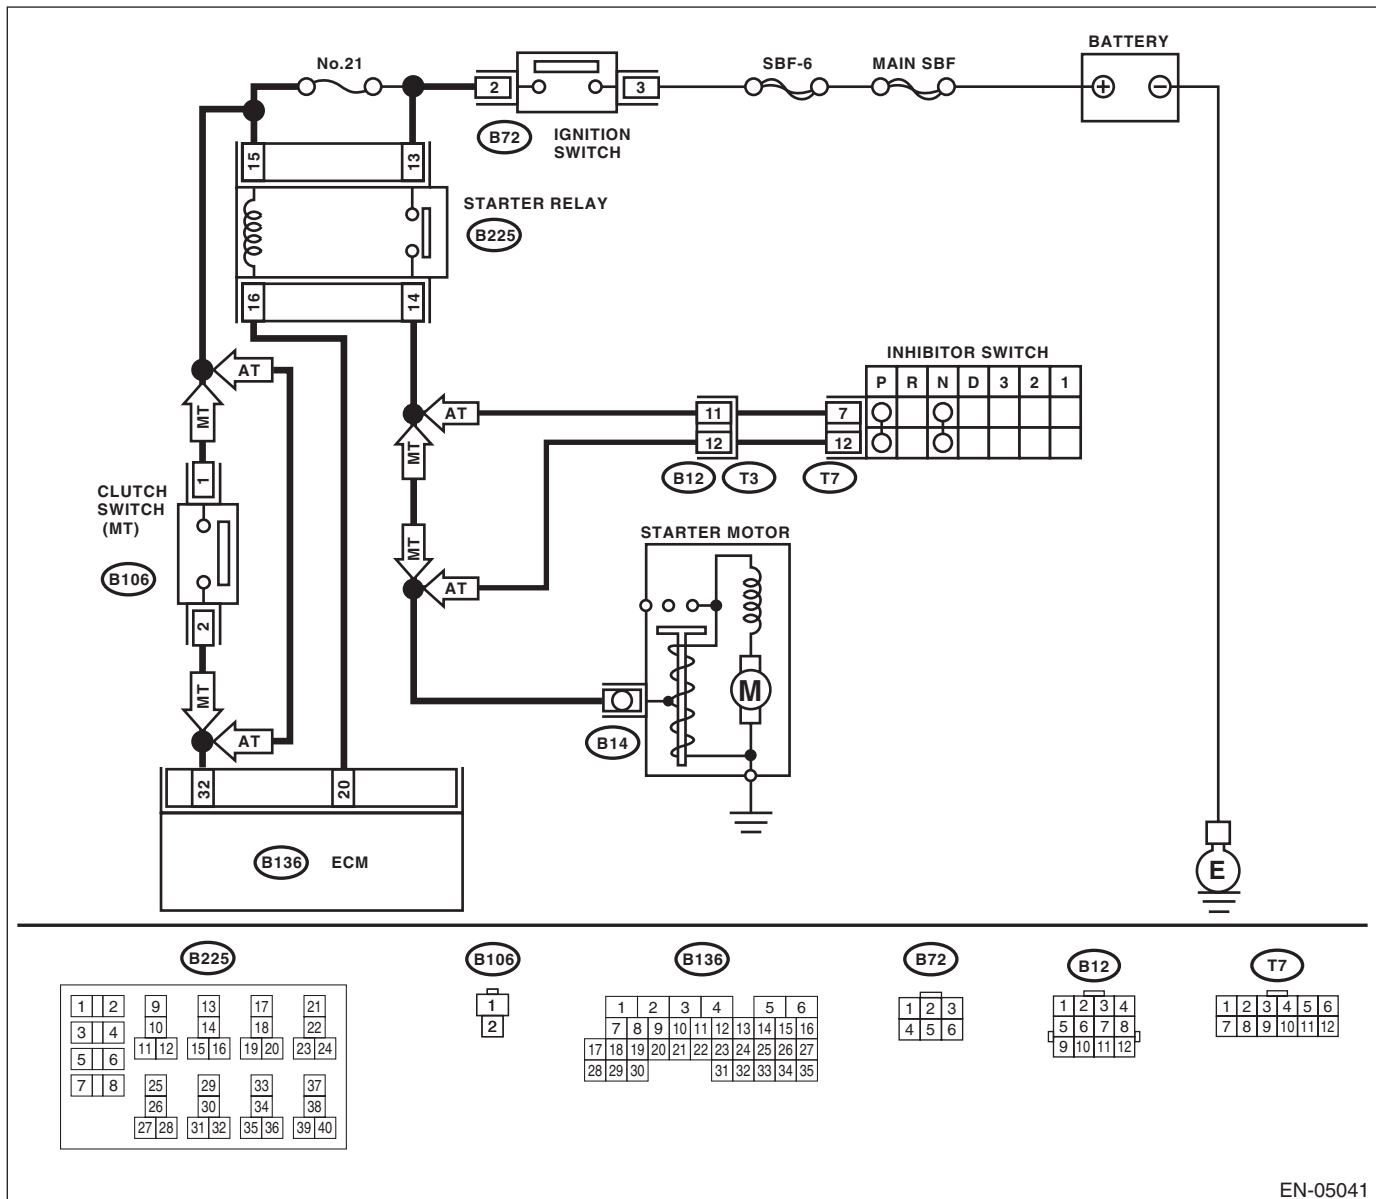 BATTERY
No.21
SBF-6
MAIN SBF
2
3
+
−
B72
IGNITION
SWITCH
15
13
STARTER RELAY
B225
16
14
INHIBITOR SWITCH
P R N D 3 2 1
AT
AT
11
7
MT
MT
12
12
CLUTCH
SWITCH
(MT)
1
B12
T3
T7
STARTER MOTOR
MT
B106
AT
2
M
MT
AT
B14
32
20
B136
ECM
E
B225
B106
B136
B72
B12
T7
1 2
3 4
5 6
7 8
9
10
11 12
13
14
15 16
17
18
19 20
21
22
23 24
25
26
27 28
29
30
31 32
33
34
35 36
37
38
39 40
1
2
1 2 3 4 5 6
7 8 9 10 11 12 13 14 15 16
17 18 19 20 21 22 23 24 25 26 27
28 29 30 31 32 33 34 35
1 2 3
4 5 6
1 2 3 4
5 6 7 8
9 10 11 12
1 2 3 4 5 6
7 8 9 10 11 12
EN-05041